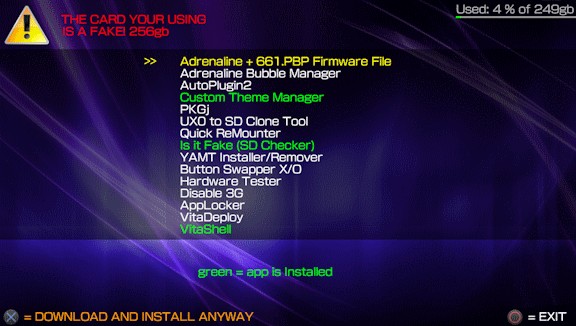 THE CARD YOUR USING
IS A FAKE! 256gb
Used: 4 % of 249gb
>> Adrenaline + 661.PBP Firmware File
Adrenaline Bubble Manager
AutoPlugin2
Custom Theme Manager
PKGj
UX0 to SD Clone Tool
Quick ReMounter
Is it Fake (SD Checker)
YAMT Installer/Remover
Button Swapper X/O
Hardware Tester
Disable 3G
AppLocker
VitaDeploy
VitaShell
green = app is Installed
= DOWNLOAD AND INSTALL ANYWAY
= EXIT